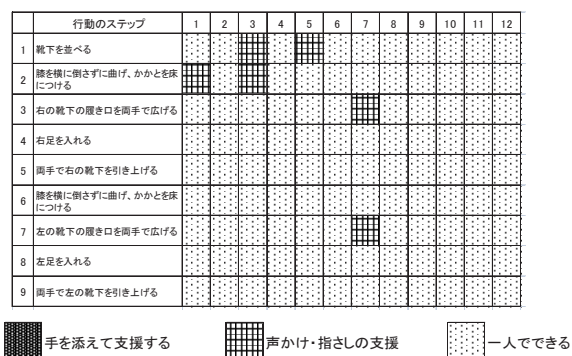 行動のステップ 1 2 3 4 5 6 7 8 9 10 11 12
1 靴下を並べる
2 膝を横に倒さずに曲げ、かかとを床
につける
3 右の靴下の履き口を両手で広げる
4 右足を入れる
5 両手で右の靴下を引き上げる
6 膝を横に倒さずに曲げ、かかとを床
につける
7 左の靴下の履き口を両手で広げる
8 左足を入れる
9 両手で左の靴下を引き上げる
手を添えて支援する 声かけ・指さしの支援 一人でできる